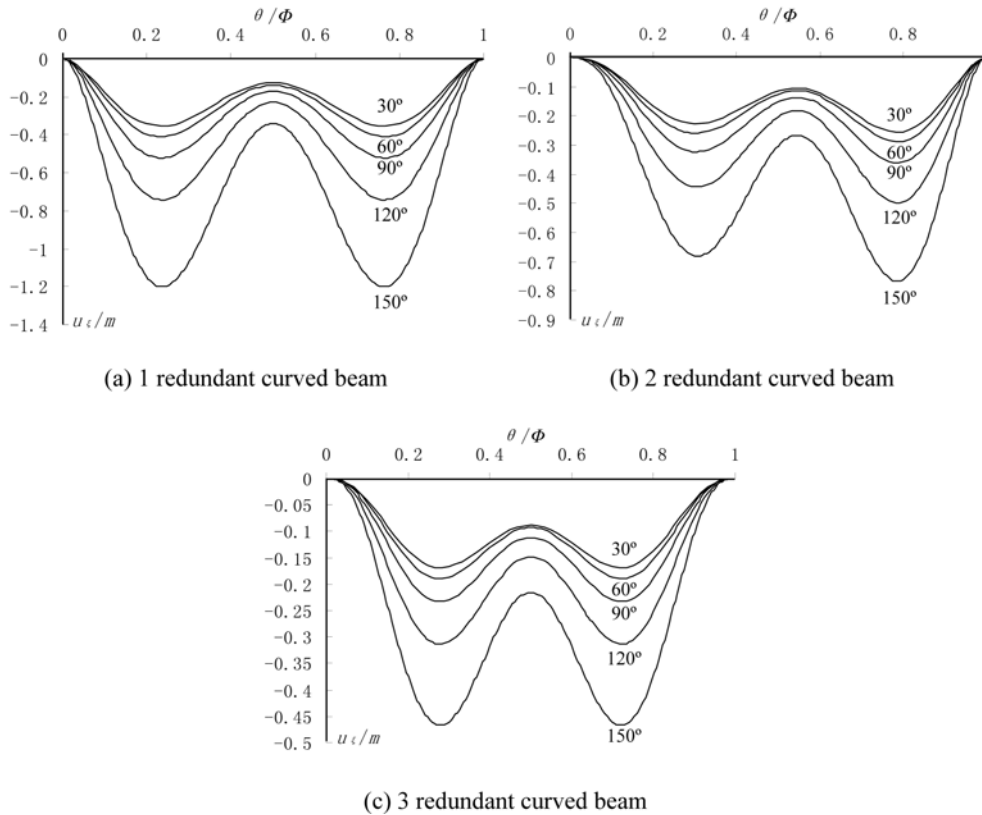 θ/Φ
0 0.2 0.4 0.6 0.8 1
0
-0.2
-0.4
-0.6
-0.8
-1
-1.2
-1.4
30º
60º
90º
120º
150º
uζ/m
(a) 1 redundant curved beam
θ/Φ
0 0.2 0.4 0.6 0.8
0
-0.1
-0.2
-0.3
-0.4
-0.5
-0.6
-0.7
-0.8
-0.9
30º
60º
90º
120º
150º
uζ/m
(b) 2 redundant curved beam
θ/Φ
0 0.2 0.4 0.6 0.8 1
0
-0.05
-0.1
-0.15
-0.2
-0.25
-0.3
-0.35
-0.4
-0.45
-0.5
30º
60º
90º
120º
150º
uζ/m
(c) 3 redundant curved beam